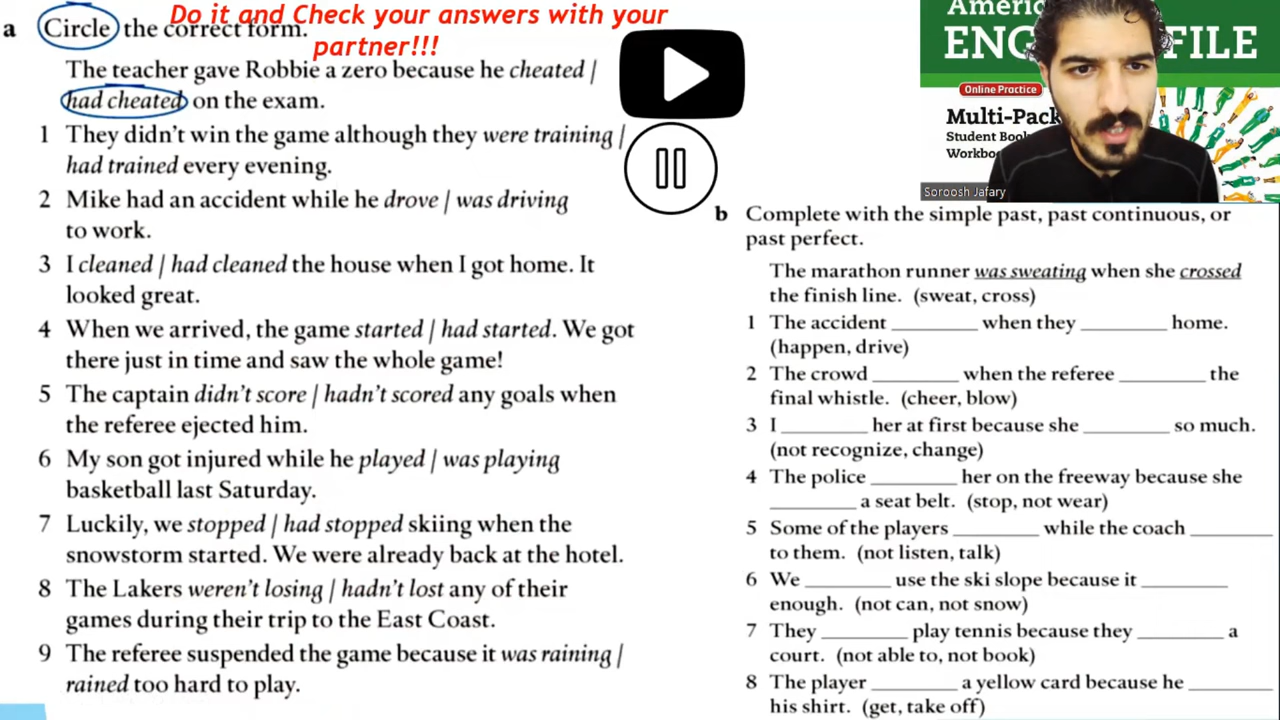 Do it and Check your answers with your
partner!!!
a Circle the correct form.
The teacher gave Robbie a zero because he cheated |
had cheated on the exam.
1 They didn't win the game although they were training |
had trained every evening.
2 Mike had an accident while he drove | was driving
to work.
3 I cleaned | had cleaned the house when I got home. It
looked great.
4 When we arrived, the game started | had started. We got
there just in time and saw the whole game!
5 The captain didn't score | hadn't scored any goals when
the referee ejected him.
6 My son got injured while he played | was playing
basketball last Saturday.
7 Luckily, we stopped | had stopped skiing when the
snowstorm started. We were already back at the hotel.
8 The Lakers weren't losing | hadn't lost any of their
games during their trip to the East Coast.
9 The referee suspended the game because it was raining |
rained too hard to play.
ENG FILE
Online Practice
Multi-Pack
Student Book
Soroosh Jafary
b Complete with the simple past, past continuous, or
past perfect.
The marathon runner was sweating when she crossed
the finish line. (sweat, cross)
1 The accident ________ when they ________ home.
(happen, drive)
2 The crowd ________ when the referee ________ the
final whistle. (cheer, blow)
3 I ________ her at first because she ________ so much.
(not recognize, change)
4 The police ________ her on the freeway because she
________ a seat belt. (stop, not wear)
5 Some of the players ________ while the coach ________
to them. (not listen, talk)
6 We ________ use the ski slope because it ________
enough. (not can, not snow)
7 They ________ play tennis because they ________ a
court. (not able to, not book)
8 The player ________ a yellow card because he ________
his shirt. (get, take off)